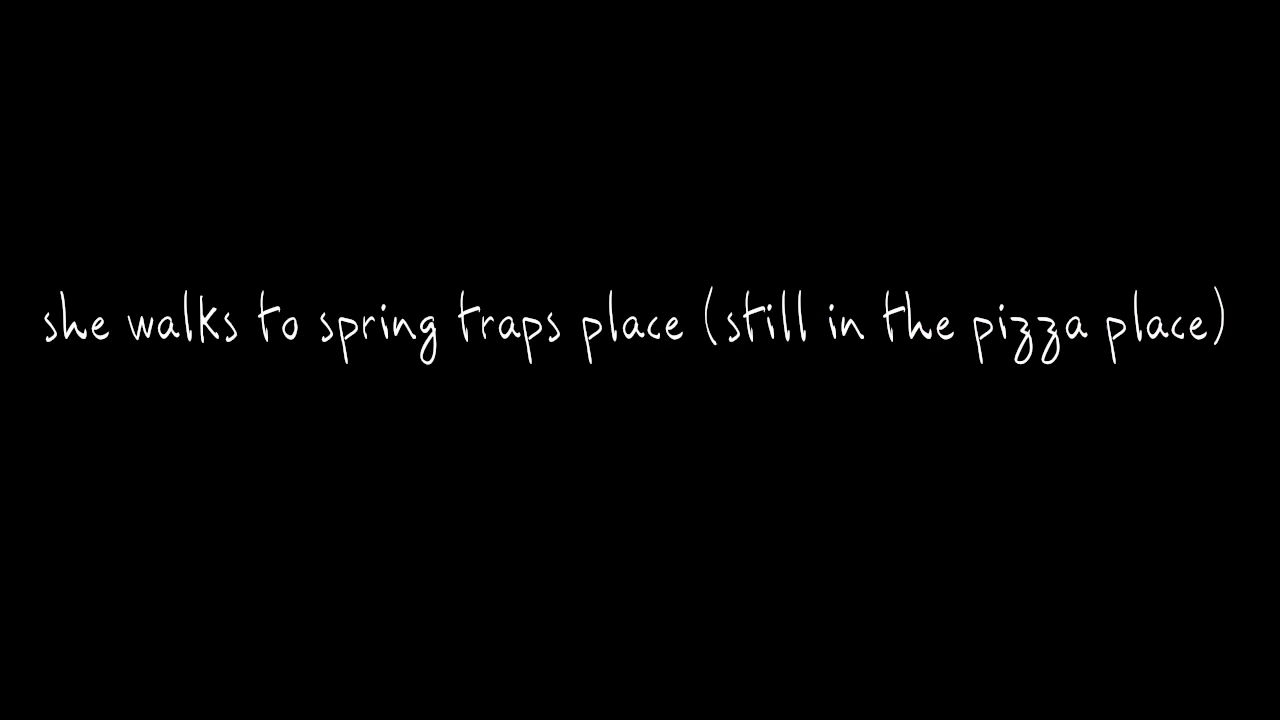 she walks to spring traps place (still in the pizza place)